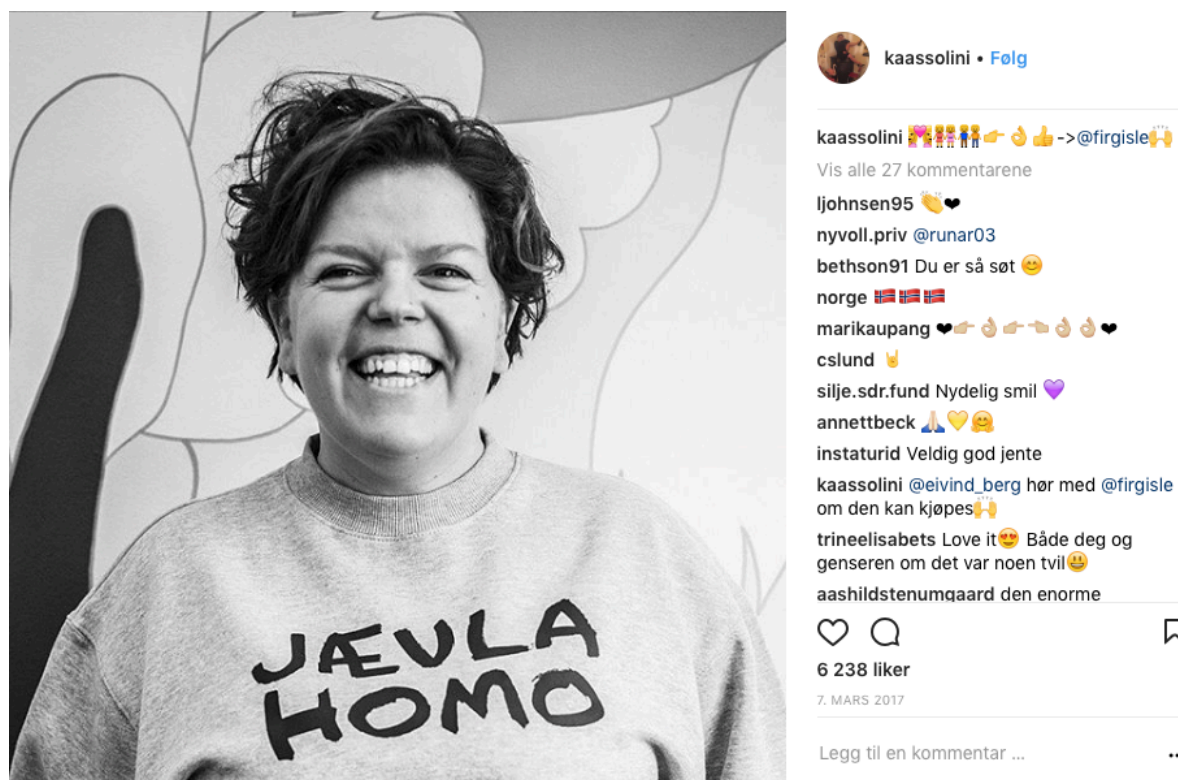 JÆVLA
HOMO
kaassolini • Følg
kaassolini 👩‍❤️‍👩👭👬👉👌👍->@firgisle🙌
Vis alle 27 kommentarene
ljohnsen95 👏❤
nyvoll.priv @runar03
bethson91 Du er så søt 😊
norge 🇳🇴🇳🇴🇳🇴
marikaupang ❤👉🏼👌🏼👉🏼👈🏼👌🏼👌🏼❤
cslund 🤘
silje.sdr.fund Nydelig smil 💜
annettbeck 🙏🏻💛🤗
instaturid Veldig god jente
kaassolini @eivind_berg hør med @firgisle
om den kan kjøpes🙌
trineelisabets Love it😍 Både deg og
genseren om det var noen tvil😃
aashildstenumgaard den enorme
6 238 liker
7. MARS 2017
Legg til en kommentar ...